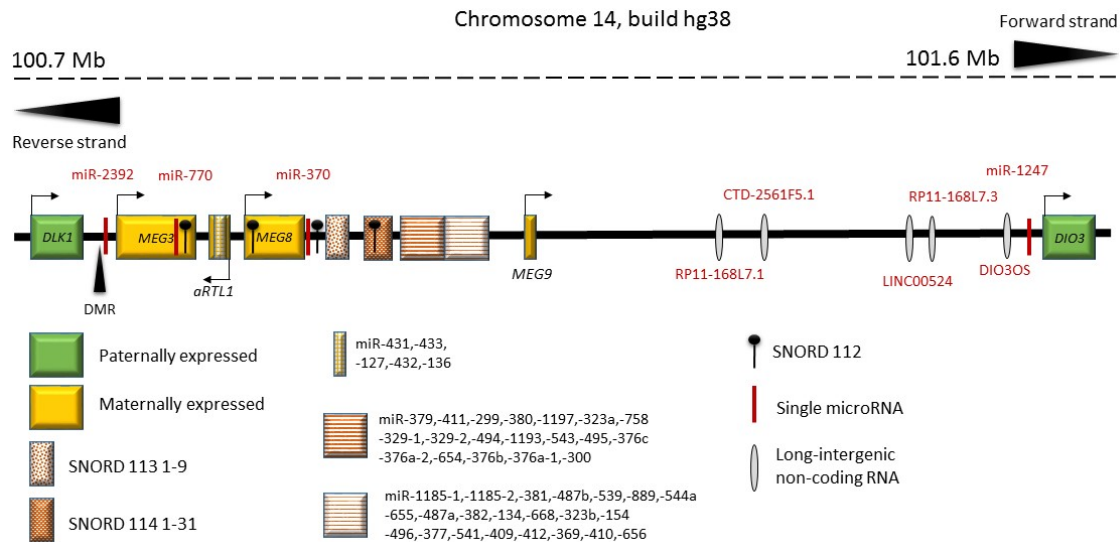 Chromosome 14, build hg38
Forward strand
100.7 Mb
101.6 Mb
Reverse strand
miR-2392
miR-770
miR-370
CTD-2561F5.1
RP11-168L7.3
miR-1247
DLK1
MEG3
MEG8
DIO3
aRTL1
MEG9
RP11-168L7.1
LINC00524
DIO3OS
DMR
Paternally expressed
Maternally expressed
SNORD 113 1-9
SNORD 114 1-31
miR-431,-433,
-127,-432,-136
miR-379,-411,-299,-380,-1197,-323a,-758
-329-1,-329-2,-494,-1193,-543,-495,-376c
-376a-2,-654,-376b,-376a-1,-300
miR-1185-1,-1185-2,-381,-487b,-539,-889,-544a
-655,-487a,-382,-134,-668,-323b,-154
-496,-377,-541,-409,-412,-369,-410,-656
SNORD 112
Single microRNA
Long-intergenic
non-coding RNA